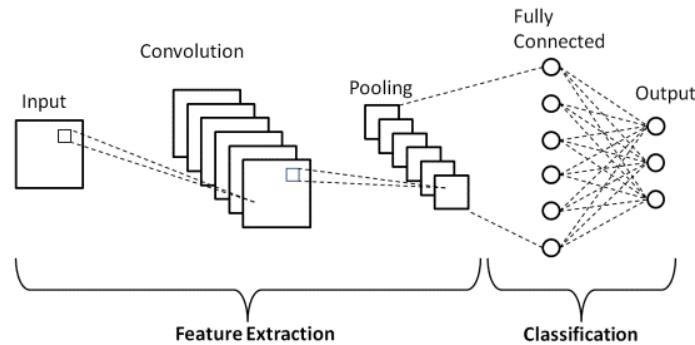 Fully
Connected
Convolution
Pooling
Input
Output
Feature Extraction
Classification